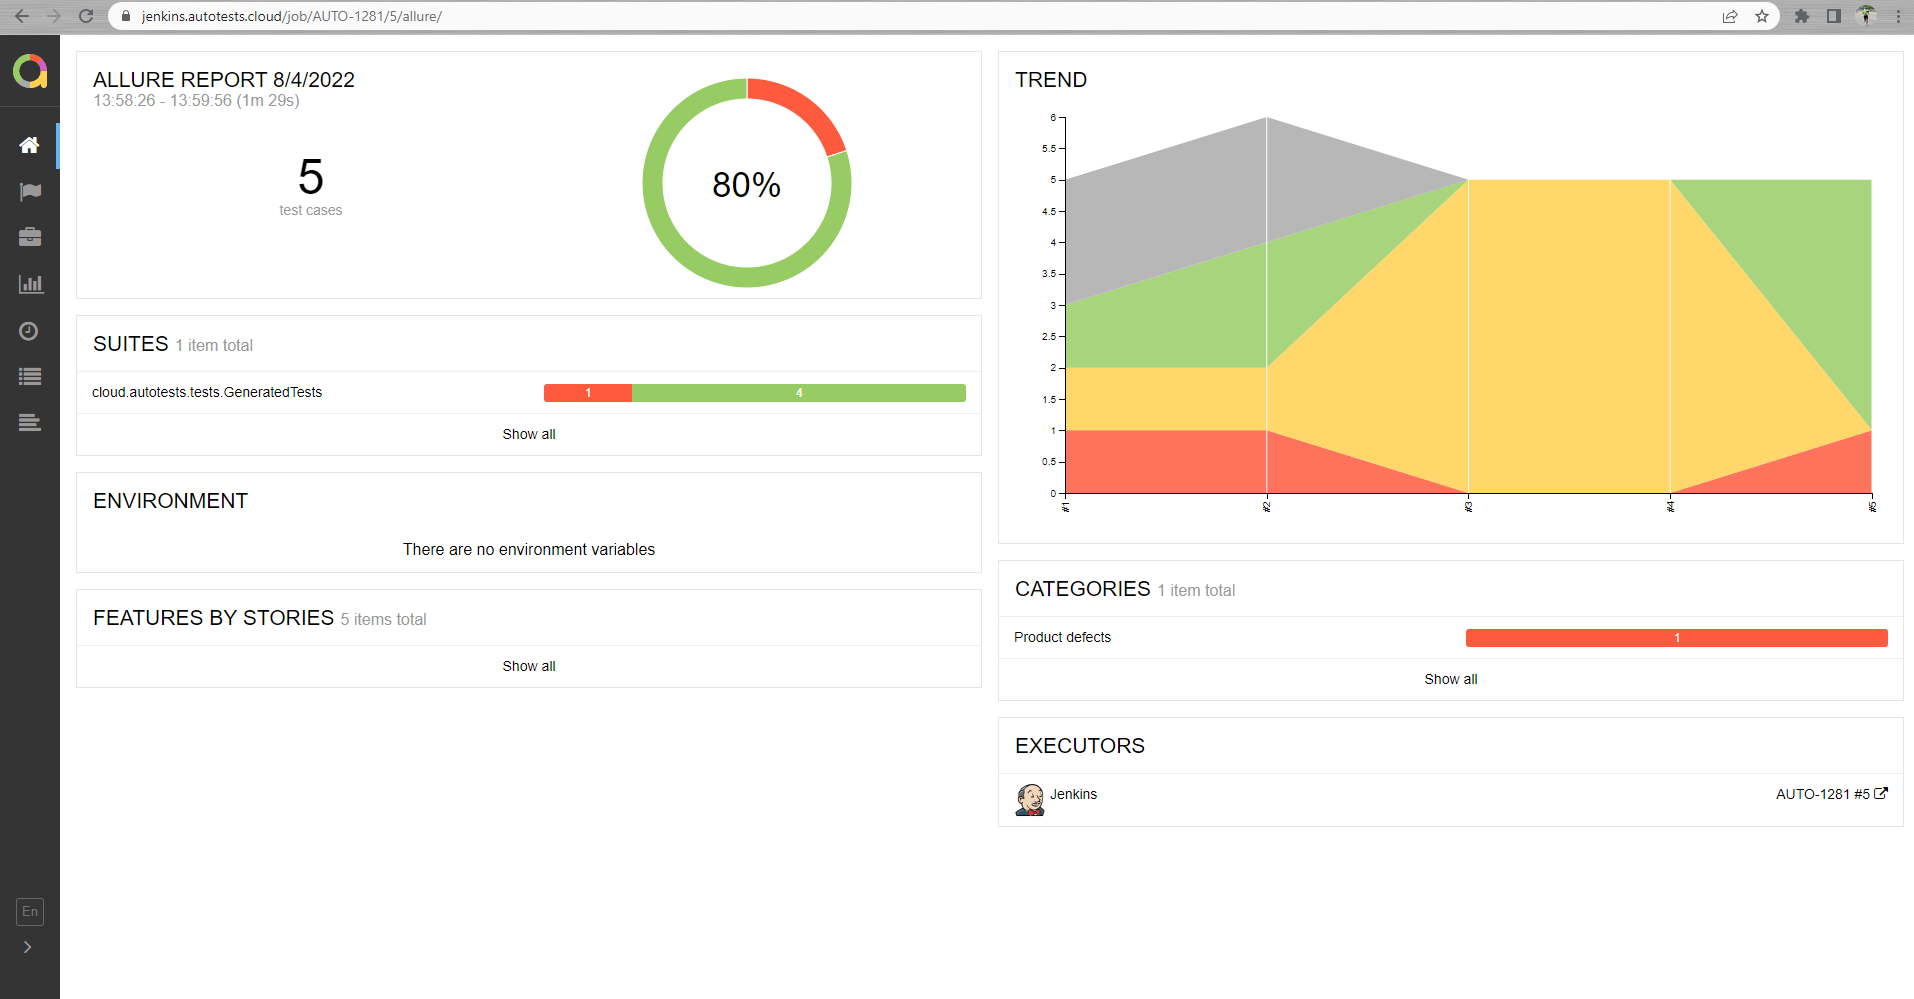 jenkins.autotests.cloud/job/AUTO-1281/5/allure/
ALLURE REPORT 8/4/2022
13:58:26 - 13:59:56 (1m 29s)
5
test cases
80%
SUITES 1 item total
cloud.autotests.tests.GeneratedTests
1
4
Show all
ENVIRONMENT
There are no environment variables
FEATURES BY STORIES 5 items total
Show all
TREND
6
5.5
5
4.5
4
3.5
3
2.5
2
1.5
1
0.5
0
#1
#2
#3
#4
#5
CATEGORIES 1 item total
Product defects
1
Show all
EXECUTORS
Jenkins
AUTO-1281 #5
En